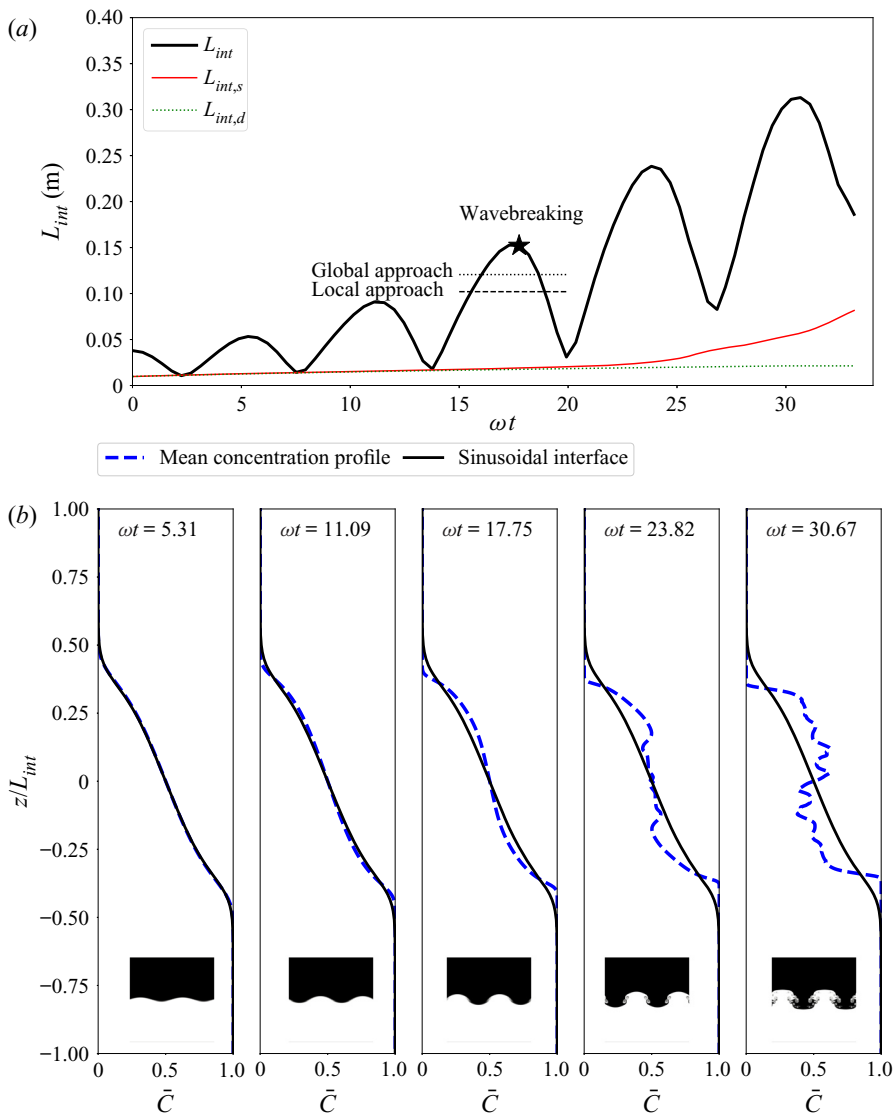 (a)
0.40
0.35
0.30
0.25
0.20
0.15
0.10
0.05
0
L_int (m)
L_int
L_int,s
L_int,d
Wavebreaking
Global approach
Local approach
0 5 10 15 20 25 30
ωt
Mean concentration profile Sinusoidal interface
(b)
1.00
0.75
0.50
0.25
0
−0.25
−0.50
−0.75
−1.00
z/L_int
ωt = 5.31 ωt = 11.09 ωt = 17.75 ωt = 23.82 ωt = 30.67
0 0.5 1.0 0 0.5 1.0 0 0.5 1.0 0 0.5 1.0 0 0.5 1.0
C̄ C̄ C̄ C̄ C̄